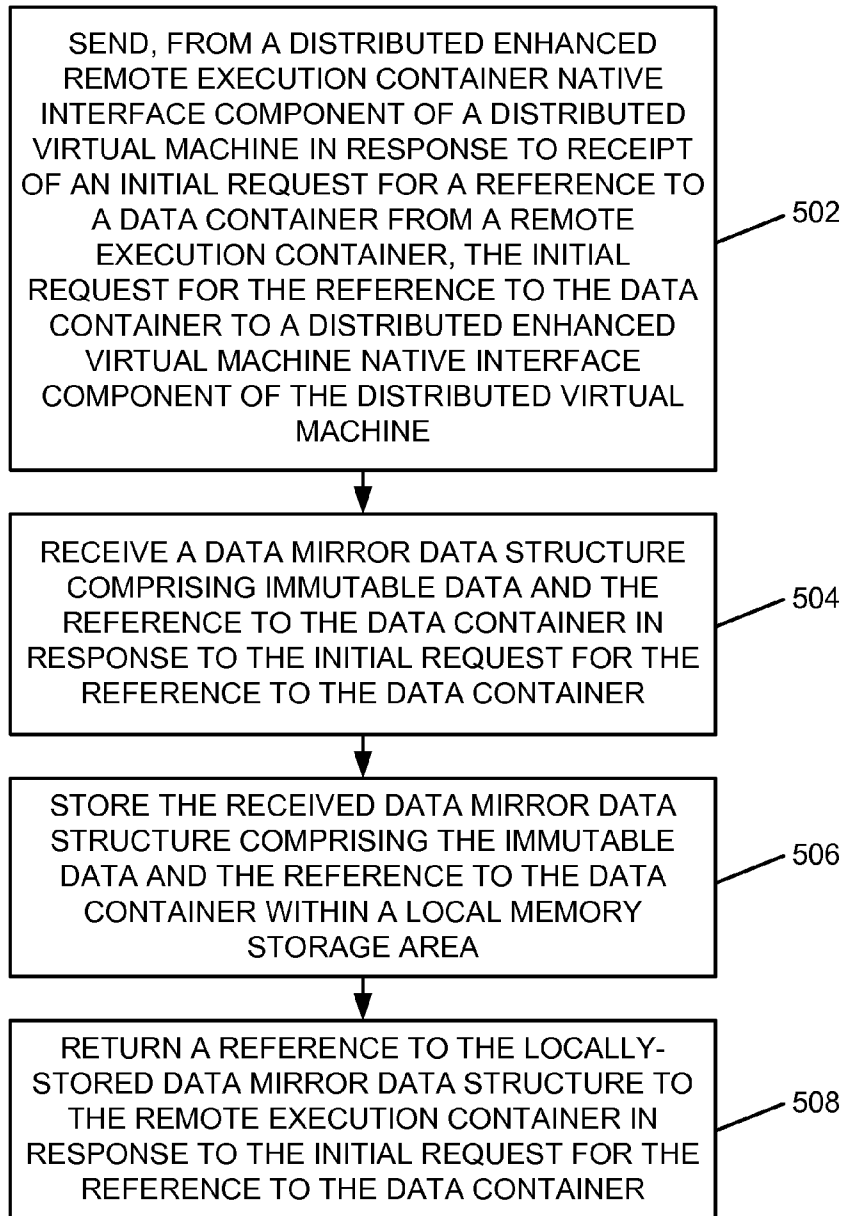 SEND, FROM A DISTRIBUTED ENHANCED
REMOTE EXECUTION CONTAINER NATIVE
INTERFACE COMPONENT OF A DISTRIBUTED
VIRTUAL MACHINE IN RESPONSE TO RECEIPT
OF AN INITIAL REQUEST FOR A REFERENCE TO
A DATA CONTAINER FROM A REMOTE
EXECUTION CONTAINER, THE INITIAL
REQUEST FOR THE REFERENCE TO THE DATA
CONTAINER TO A DISTRIBUTED ENHANCED
VIRTUAL MACHINE NATIVE INTERFACE
COMPONENT OF THE DISTRIBUTED VIRTUAL
MACHINE
502
RECEIVE A DATA MIRROR DATA STRUCTURE
COMPRISING IMMUTABLE DATA AND THE
REFERENCE TO THE DATA CONTAINER IN
RESPONSE TO THE INITIAL REQUEST FOR THE
REFERENCE TO THE DATA CONTAINER
504
STORE THE RECEIVED DATA MIRROR DATA
STRUCTURE COMPRISING THE IMMUTABLE
DATA AND THE REFERENCE TO THE DATA
CONTAINER WITHIN A LOCAL MEMORY
STORAGE AREA
506
RETURN A REFERENCE TO THE LOCALLY-
STORED DATA MIRROR DATA STRUCTURE TO
THE REMOTE EXECUTION CONTAINER IN
RESPONSE TO THE INITIAL REQUEST FOR THE
REFERENCE TO THE DATA CONTAINER
508